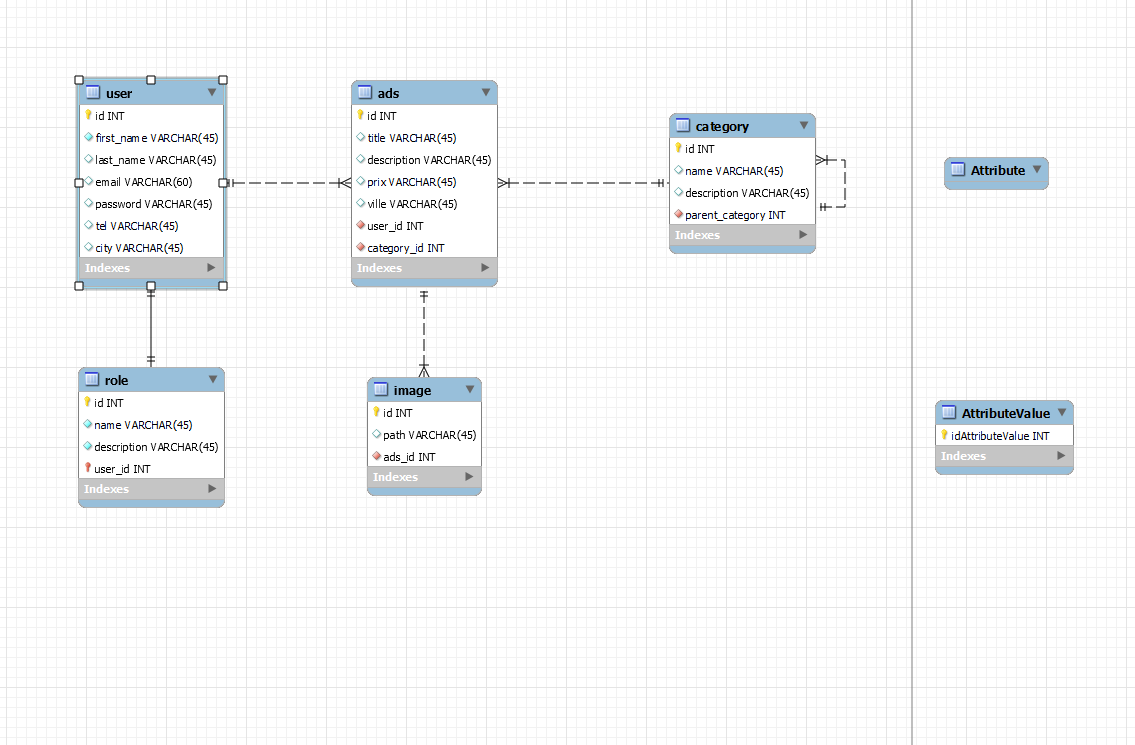 user
id INT
first_name VARCHAR(45)
last_name VARCHAR(45)
email VARCHAR(60)
password VARCHAR(45)
tel VARCHAR(45)
city VARCHAR(45)
Indexes
ads
id INT
title VARCHAR(45)
description VARCHAR(45)
prix VARCHAR(45)
ville VARCHAR(45)
user_id INT
category_id INT
Indexes
category
id INT
name VARCHAR(45)
description VARCHAR(45)
parent_category INT
Indexes
Attribute
role
id INT
name VARCHAR(45)
description VARCHAR(45)
user_id INT
Indexes
image
id INT
path VARCHAR(45)
ads_id INT
Indexes
AttributeValue
idAttributeValue INT
Indexes